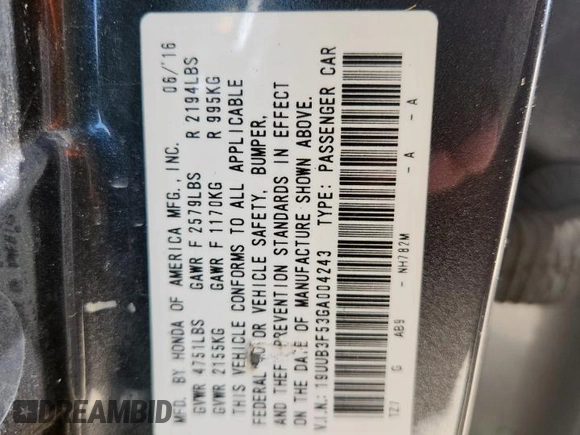 MFD. BY HONDA OF AMERICA MFG., INC. 06/'16
GVWR 4751LBS GAWR F 2579LBS R 2194LBS
GVWR 2155KG GAWR F 1170KG R 995KG
THIS VEHICLE CONFORMS TO ALL APPLICABLE
FEDERAL MOTOR VEHICLE SAFETY, BUMPER,
AND THEFT PREVENTION STANDARDS IN EFFECT
ON THE DATE OF MANUFACTURE SHOWN ABOVE.
V.I.N.: 19UUB3F53GA004243 TYPE: PASSENGER CAR
G AB9 - NH782M -A -A
RAPIDBID